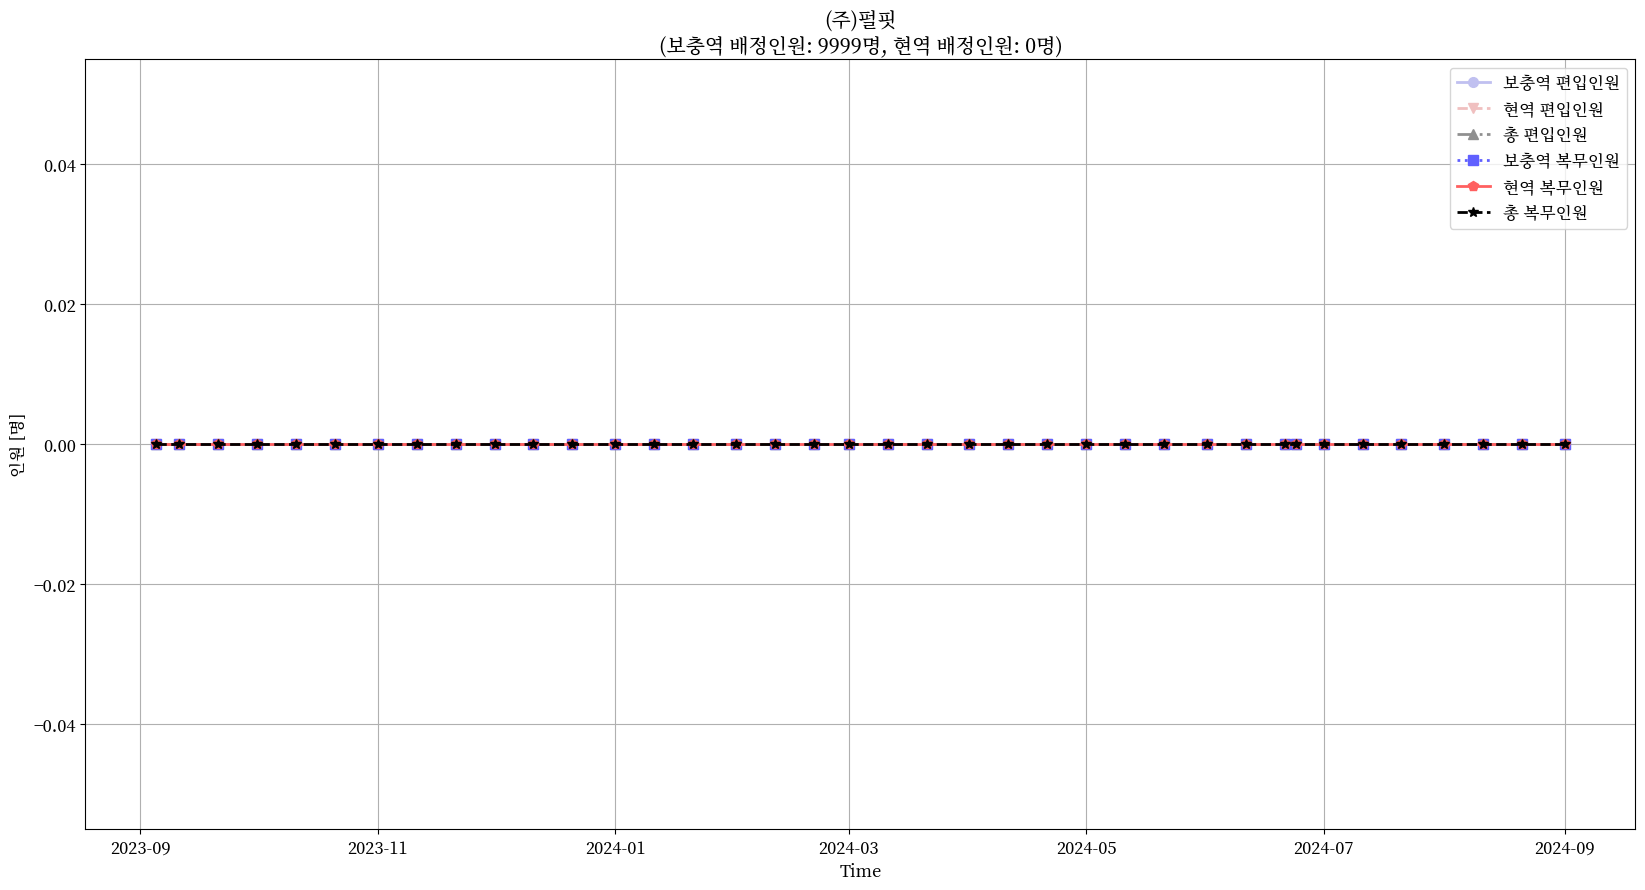 (주)펄핏
(보충역 배정인원: 9999명, 현역 배정인원: 0명)
보충역 편입인원
현역 편입인원
총 편입인원
보충역 복무인원
현역 복무인원
총 복무인원
인원 [명]
0.04
0.02
0.00
−0.02
−0.04
2023-09
2023-11
2024-01
2024-03
2024-05
2024-07
2024-09
Time